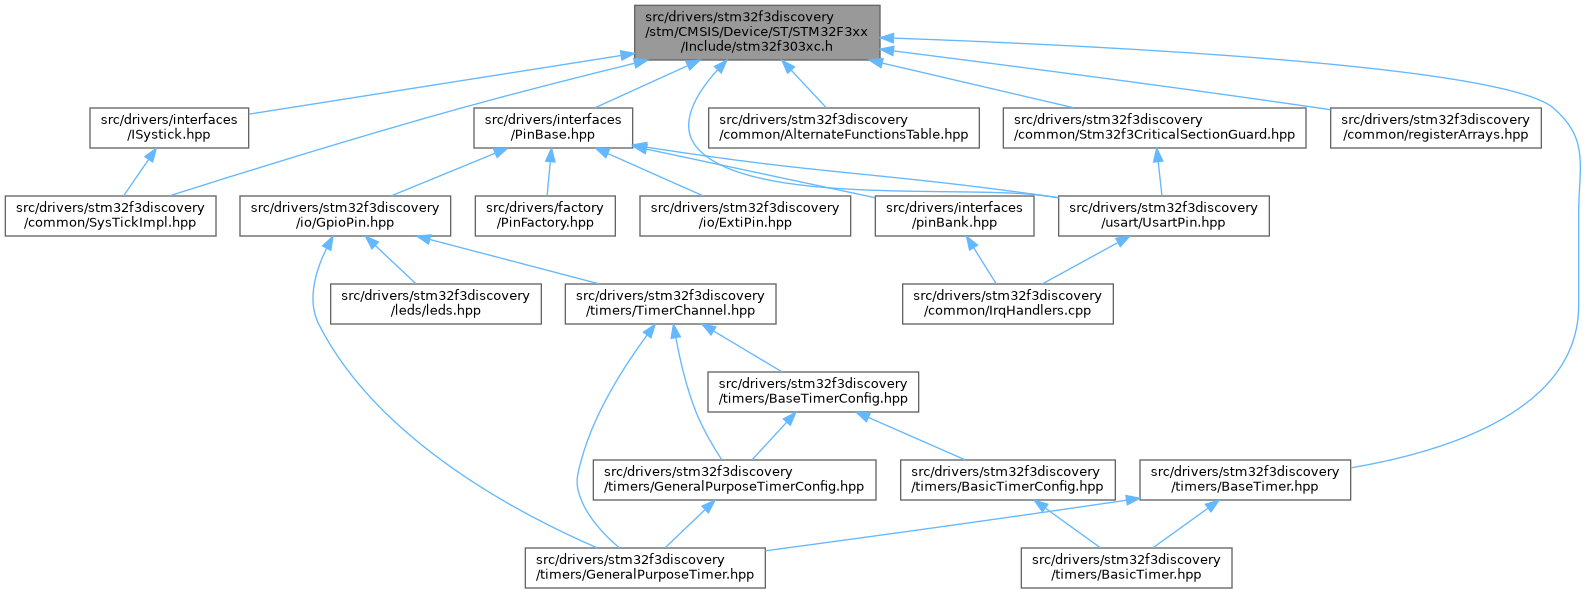 src/drivers/stm32f3discovery
/stm/CMSIS/Device/ST/STM32F3xx
/Include/stm32f303xc.h
src/drivers/interfaces
/ISystick.hpp
src/drivers/interfaces
/PinBase.hpp
src/drivers/stm32f3discovery
/common/AlternateFunctionsTable.hpp
src/drivers/stm32f3discovery
/common/Stm32f3CriticalSectionGuard.hpp
src/drivers/stm32f3discovery
/common/registerArrays.hpp
src/drivers/stm32f3discovery
/common/SysTickImpl.hpp
src/drivers/stm32f3discovery
/io/GpioPin.hpp
src/drivers/factory
/PinFactory.hpp
src/drivers/stm32f3discovery
/io/ExtiPin.hpp
src/drivers/interfaces
/pinBank.hpp
src/drivers/stm32f3discovery
/usart/UsartPin.hpp
src/drivers/stm32f3discovery
/leds/leds.hpp
src/drivers/stm32f3discovery
/timers/TimerChannel.hpp
src/drivers/stm32f3discovery
/common/IrqHandlers.cpp
src/drivers/stm32f3discovery
/timers/BaseTimerConfig.hpp
src/drivers/stm32f3discovery
/timers/GeneralPurposeTimerConfig.hpp
src/drivers/stm32f3discovery
/timers/BasicTimerConfig.hpp
src/drivers/stm32f3discovery
/timers/BaseTimer.hpp
src/drivers/stm32f3discovery
/timers/GeneralPurposeTimer.hpp
src/drivers/stm32f3discovery
/timers/BasicTimer.hpp